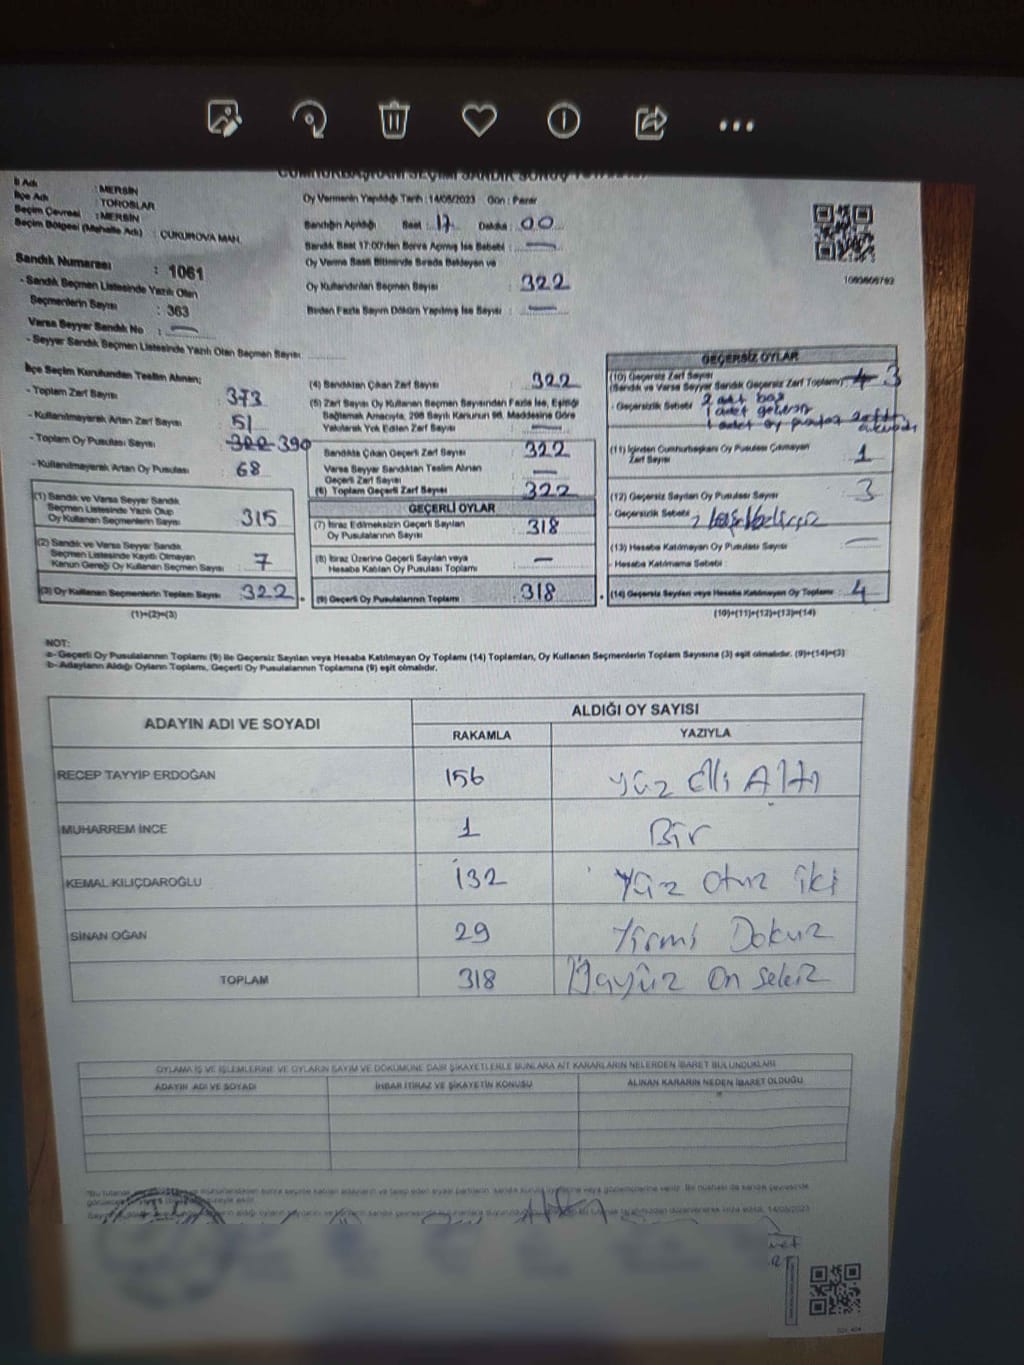 CUMHURBAŞKANI SEÇİMİ SANDIK SONUÇ TUTANAĞI
İl Adı : MERSİN
İlçe Adı : TOROSLAR
Seçim Çevresi : MERSİN
Seçim Bölgesi (Mahalle Adı) : ÇUKUROVA MAH.
Sandık Numarası : 1061
- Sandık Seçmen Listesinde Yazılı Olan
Seçmenlerin Sayısı : 363
Varsa Seyyar Sandık No : —
- Seyyar Sandık Seçmen Listesinde Yazılı Olan Seçmen Sayısı
Oy Vermenin Yapıldığı Tarih : 14/05/2023 Gün : Pazar
Sandığın Açıldığı Saat : 17 Dakika : 00
Sandık Saat 17:00'den Sonra Açmış İse Sebebi : —
Oy Verme Saati Bitiminde Sırada Bekleyen ve
Oy Kullandırılan Seçmen Sayısı : 322
Birden Fazla Sayım Döküm Yapılmış İse Sayısı : —
İlçe Seçim Kurulundan Teslim Alınan;
- Toplam Zarf Sayısı : 373
- Kullanılmayarak Artan Zarf Sayısı : 51
- Toplam Oy Pusulası Sayısı : 322 390
- Kullanılmayarak Artan Oy Pusulası : 68
(1) Sandık ve Varsa Seyyar Sandık
Seçmen Listesinde Yazılı Olup
Oy Kullanan Seçmenlerin Sayısı 315
(2) Sandık ve Varsa Seyyar Sandık
Seçmen Listesinde Kayıtlı Olmayan
Kanun Gereği Oy Kullanan Seçmen Sayısı 7
(3) Oy Kullanan Seçmenlerin Toplam Sayısı 322
(1)+(2)=(3)
(4) Sandıktan Çıkan Zarf Sayısı : 322
(5) Zarf Sayısı Oy Kullanan Seçmen Sayısından Fazla İse, Eşitliği
Sağlamak Amacıyla, 298 Sayılı Kanunun 98. Maddesine Göre
Yakılarak Yok Edilen Zarf Sayısı : —
Sandıkta Çıkan Geçerli Zarf Sayısı : 322
Varsa Seyyar Sandıktan Teslim Alınan
Geçerli Zarf Sayısı : —
(6) Toplam Geçerli Zarf Sayısı : 322
GEÇERLİ OYLAR
(7) İtiraz Edilmeksizin Geçerli Sayılan
Oy Pusulalarının Sayısı : 318
(8) İtiraz Üzerine Geçerli Sayılan veya
Hesaba Katılan Oy Pusulası Toplamı : —
(9) Geçerli Oy Pusulalarının Toplamı : 318
GEÇERSİZ OYLAR
(10) Geçersiz Zarf Sayısı
(Sandık ve Varsa Seyyar Sandık Geçersiz Zarf Toplamı) : 4 3
- Geçersizlik Sebebi : 2 adet boş
1 adet geçersiz
1 adet oy pusulası
(11) İçinden Cumhurbaşkanı Oy Pusulası Çıkmayan
Zarf Sayısı : 1
(12) Geçersiz Sayılan Oy Pusulası Sayısı : 3
- Geçersizlik Sebebi :
(13) Hesaba Katılmayan Oy Pusulası Sayısı : —
- Hesaba Katılmama Sebebi :
(14) Geçersiz Sayılan veya Hesaba Katılmayan Oy Toplamı : 4
(10)+(11)+(12)+(13)=(14)
NOT:
a- Geçerli Oy Pusulalarının Toplamı (9) ile Geçersiz Sayılan veya Hesaba Katılmayan Oy Toplamı (14) Toplamları, Oy Kullanan Seçmenlerin Toplam Sayısına (3) eşit olmalıdır. (9)+(14)=(3)
b- Adayların Aldığı Oyların Toplamı, Geçerli Oy Pusulalarının Toplamına (9) eşit olmalıdır.
ADAYIN ADI VE SOYADI ALDIĞI OY SAYISI
RAKAMLA YAZIYLA
RECEP TAYYİP ERDOĞAN 156 Yüz Elli Altı
MUHARREM İNCE 1 Bir
KEMAL KILIÇDAROĞLU 132 Yüz Otuz iki
SİNAN OĞAN 29 Yirmi Dokuz
TOPLAM 318 Üçyüz On Sekiz
OYLAMA İŞ VE İŞLEMLERİNE VE OYLARIN SAYIM VE DÖKÜMÜNE DAİR ŞİKAYETLERLE BUNLARA AİT KARARLARIN NELERDEN İBARET BULUNDUKLARI
ADAYIN ADI VE SOYADI İHBAR İTİRAZ VE ŞİKAYETİN KONUSU ALINAN KARARIN NEDEN İBARET OLDUĞU